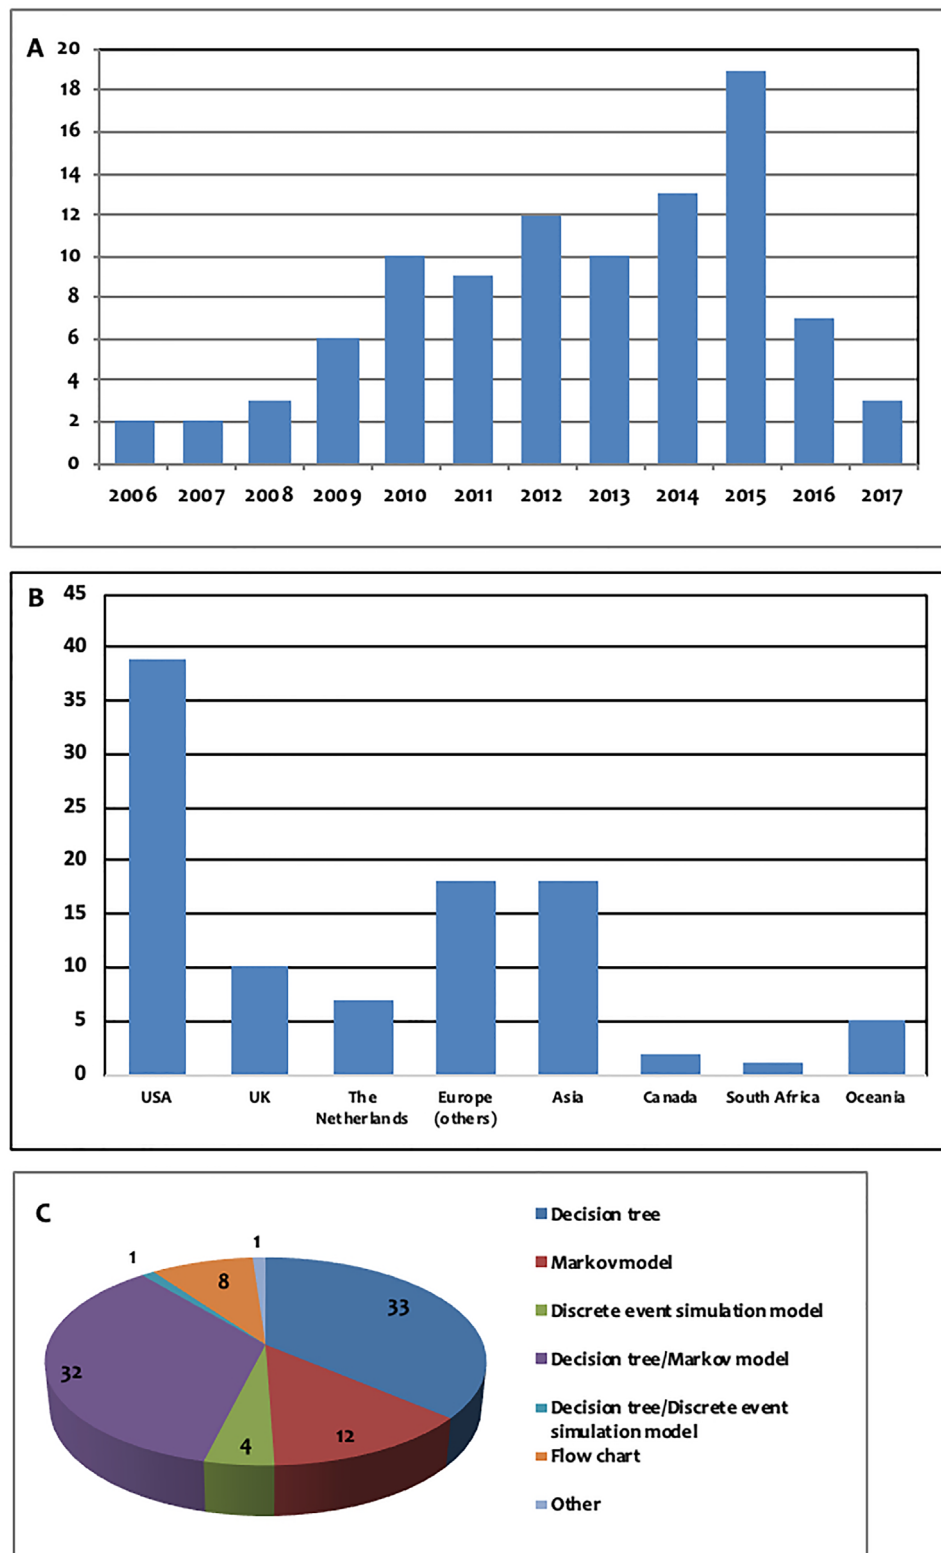 A
20
18
16
14
12
10
8
6
4
2
0
2006 2007 2008 2009 2010 2011 2012 2013 2014 2015 2016 2017
B
45
40
35
30
25
20
15
10
5
0
USA UK The Europe Asia Canada South Africa Oceania
Netherlands (others)
C
1
1
8
33
32
4
12
Decision tree
Markov model
Discrete event simulation model
Decision tree/Markov model
Decision tree/Discrete event
simulation model
Flow chart
Other